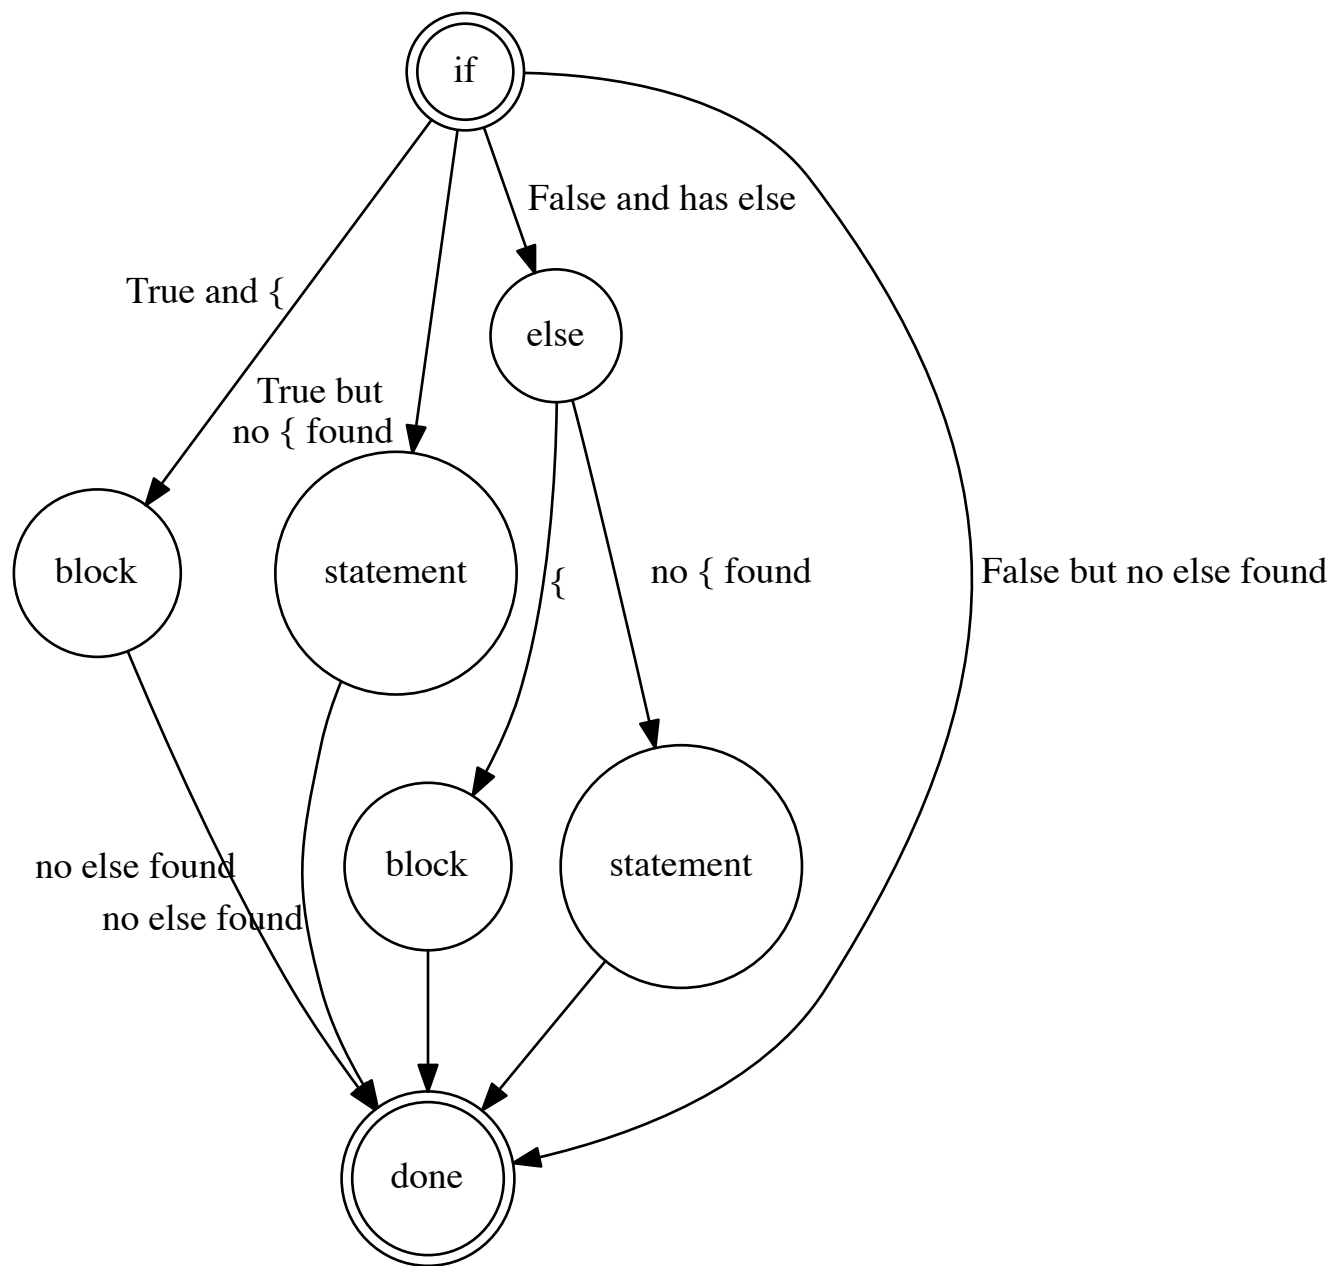 if
False and has else
True and {
else
True but
no { found
block
statement
{
no { found
False but no else found
block
statement
no else found
no else found
done